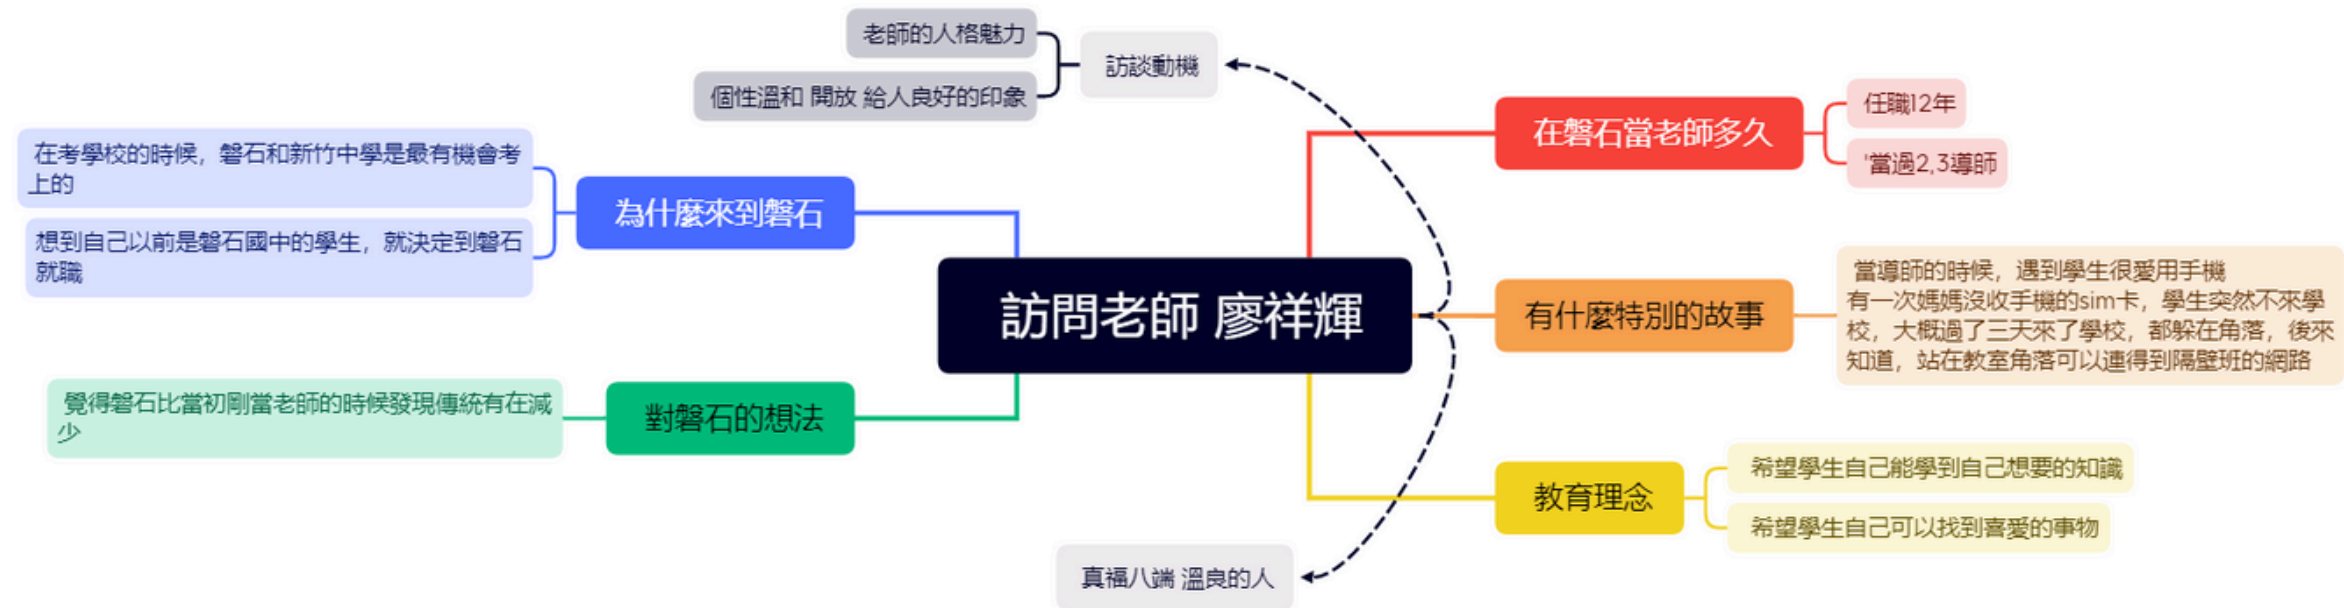 訪問老師 廖祥輝
訪談動機
老師的人格魅力
個性溫和 開放 給人良好的印象
在磐石當老師多久
任職12年
'當過2,3導師
有什麼特別的故事
當導師的時候，遇到學生很愛用手機
有一次媽媽沒收手機的sim卡，學生突然不來學
校，大概過了三天來了學校，都躲在角落，後來
知道，站在教室角落可以連得到隔壁班的網路
教育理念
希望學生自己能學到自己想要的知識
希望學生自己可以找到喜愛的事物
為什麼來到磐石
在考學校的時候，磐石和新竹中學是最有機會考
上的
想到自己以前是磐石國中的學生，就決定到磐石
就職
對磐石的想法
覺得磐石比當初剛當老師的時候發現傳統有在減
少
真福八端 溫良的人